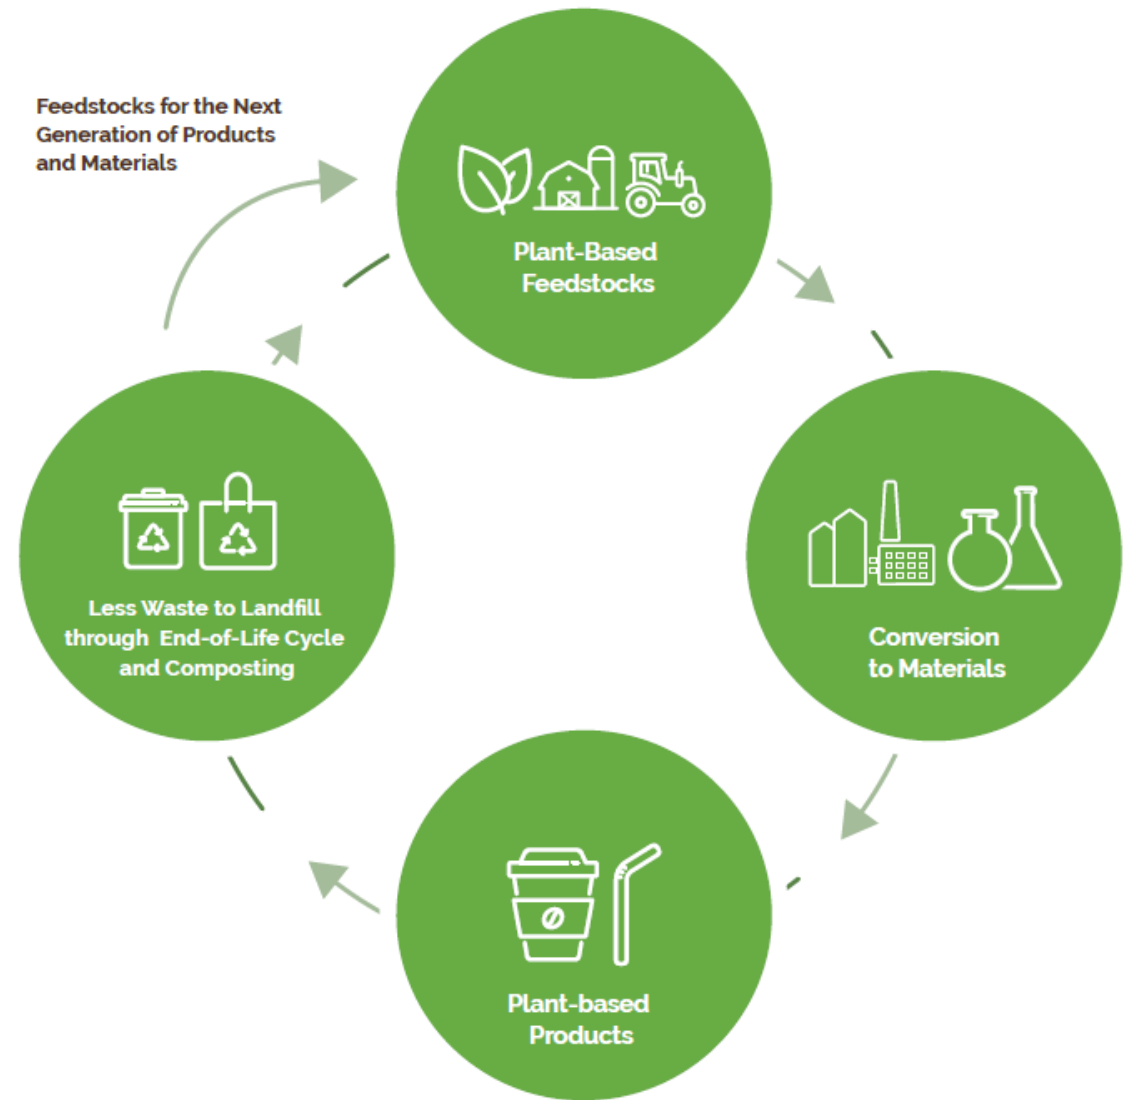 Feedstocks for the Next
Generation of Products
and Materials
Plant-Based
Feedstocks
Conversion
to Materials
Plant-based
Products
Less Waste to Landfill
through End-of-Life Cycle
and Composting